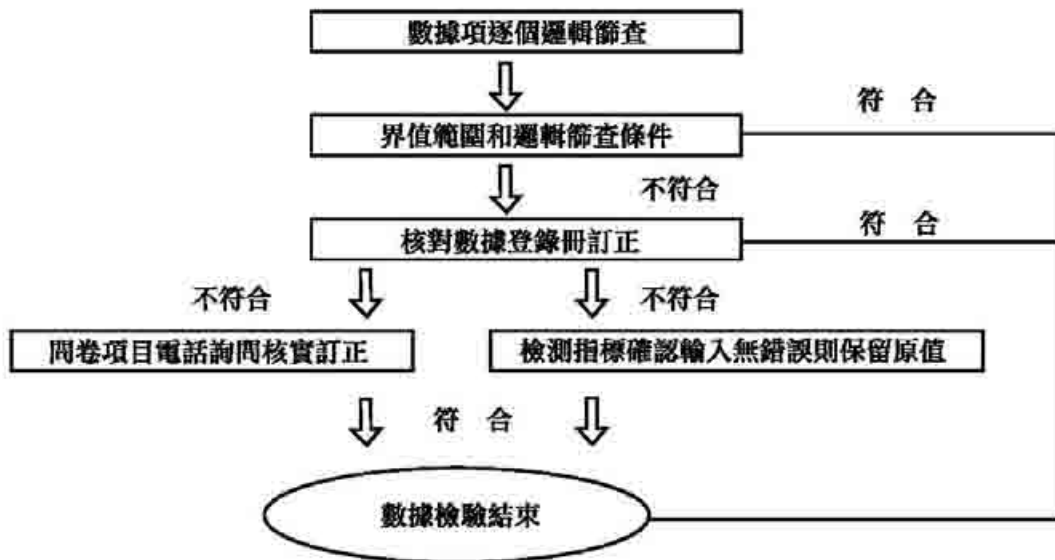 數據項逐個邏輯篩查
符 合
界值範圍和邏輯篩查條件
不符合
符 合
核對數據登錄冊訂正
不符合
不符合
問卷項目電話詢問核實訂正
檢測指標確認輸入無錯誤則保留原值
符 合
數據檢驗結束